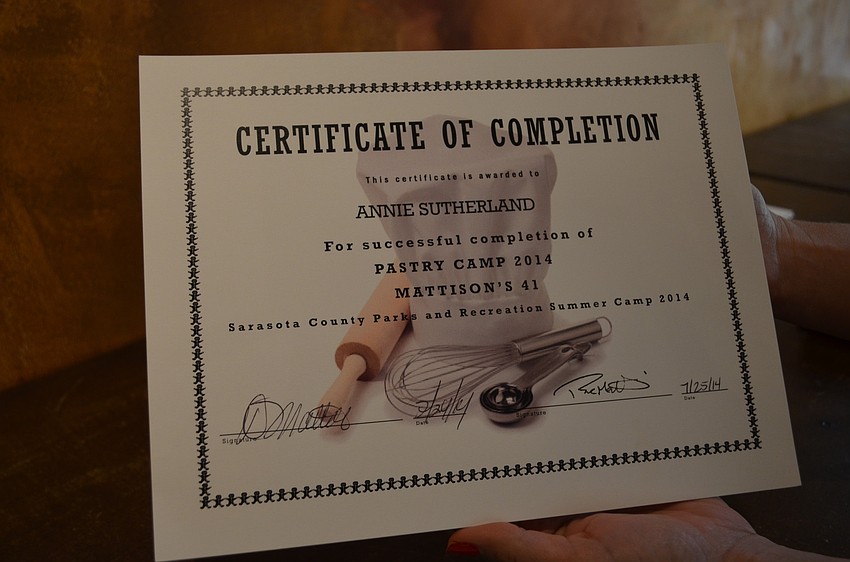 CERTIFICATE OF COMPLETION
This certificate is awarded to
ANNIE SUTHERLAND
For successful completion of
PASTRY CAMP 2014
MATTISON'S 41
Sarasota County Parks and Recreation Summer Camp 2014
7/25/14
Signature Date Signature Date